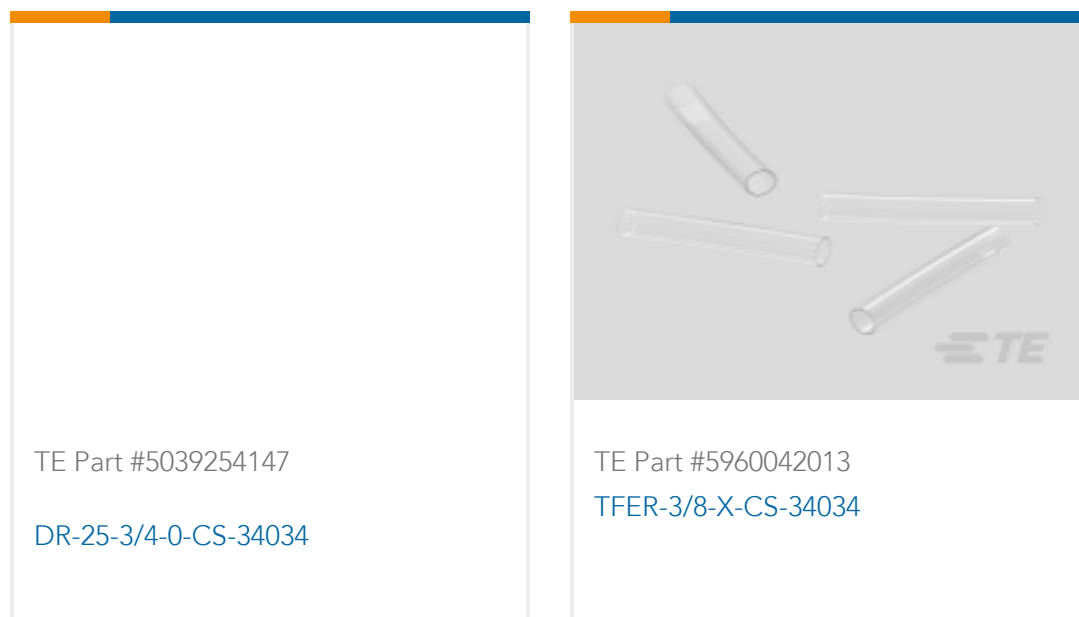 TE
TE Part #5039254147
DR-25-3/4-0-CS-34034
TE Part #5960042013
TFER-3/8-X-CS-34034